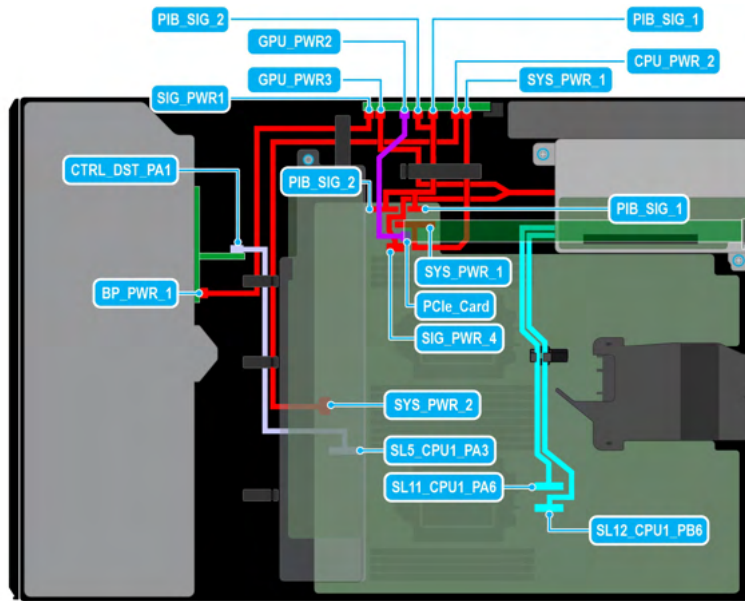 PIB_SIG_2
PIB_SIG_1
GPU_PWR2
CPU_PWR_2
GPU_PWR3
SYS_PWR_1
SIG_PWR1
CTRL_DST_PA1
PIB_SIG_2
PIB_SIG_1
SYS_PWR_1
BP_PWR_1
PCIe_Card
SIG_PWR_4
SYS_PWR_2
SL5_CPU1_PA3
SL11_CPU1_PA6
SL12_CPU1_PB6